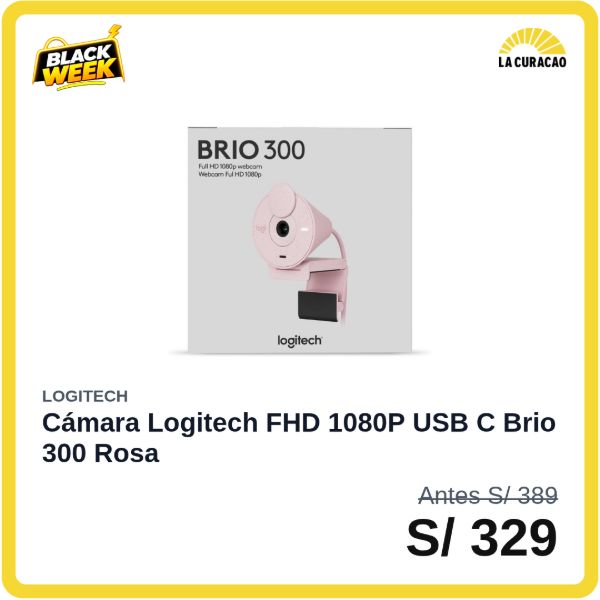 BLACK
WEEK
LA CURACAO
BRIO 300
Full HD 1080p webcam
Webcam Full HD 1080p
logi
logitech
LOGITECH
Cámara Logitech FHD 1080P USB C Brio
300 Rosa
Antes S/ 389
S/ 329